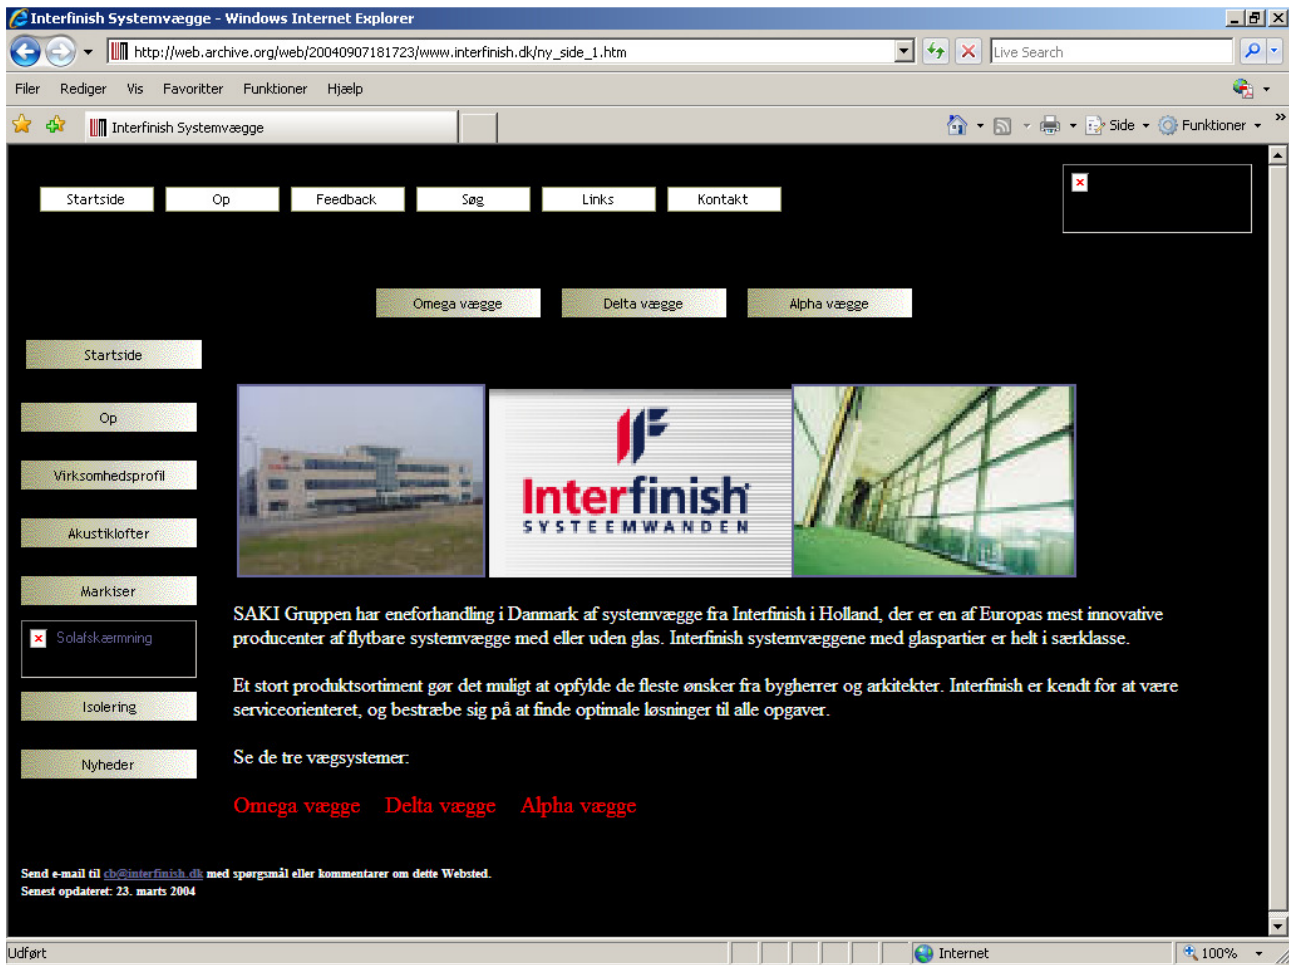 Interfinish Systemvægge - Windows Internet Explorer
http://web.archive.org/web/20040907181723/www.interfinish.dk/ny_side_1.htm
Live Search
Filer Rediger Vis Favoritter Funktioner Hjælp
Interfinish Systemvægge
Side Funktioner »
Startside Op Feedback Søg Links Kontakt
Omega vægge Delta vægge Alpha vægge
Startside
Op
Virksomhedsprofil
Akustiklofter
Markiser
Solafskærmning
Isolering
Nyheder
Interfinish
SYSTEEMWANDEN
SAKI Gruppen har eneforhandling i Danmark af systemvægge fra Interfinish i Holland, der er en af Europas mest innovative
producenter af flytbare systemvægge med eller uden glas. Interfinish systemvæggene med glaspartier er helt i særklasse.
Et stort produktsortiment gør det muligt at opfylde de fleste ønsker fra bygherrer og arkitekter. Interfinish er kendt for at være
serviceorienteret, og bestræbe sig på at finde optimale løsninger til alle opgaver.
Se de tre vægsystemer:
Omega vægge Delta vægge Alpha vægge
Send e-mail til cb@interfinish.dk med spørgsmål eller kommentarer om dette Websted.
Senest opdateret: 23. marts 2004
Udført
Internet
100%